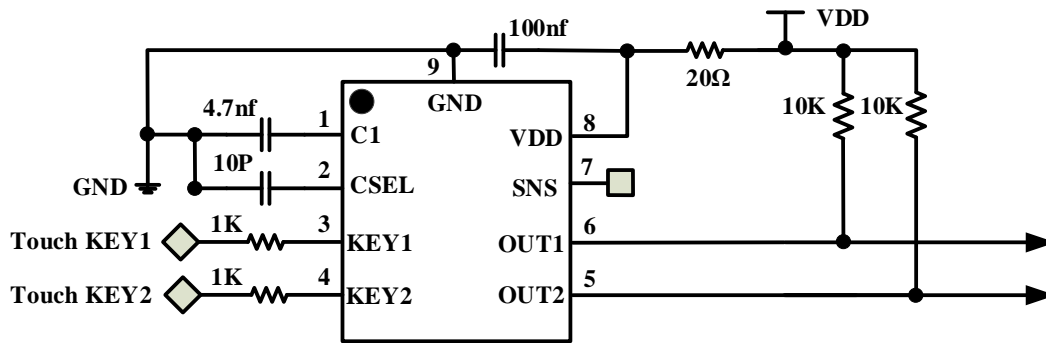 VDD
100nf
9
20Ω
GND
10K
10K
4.7nf
1
C1
VDD
8
10P
2
CSEL
SNS
7
GND
Touch KEY1
1K
3
KEY1
OUT1
6
Touch KEY2
1K
4
KEY2
OUT2
5